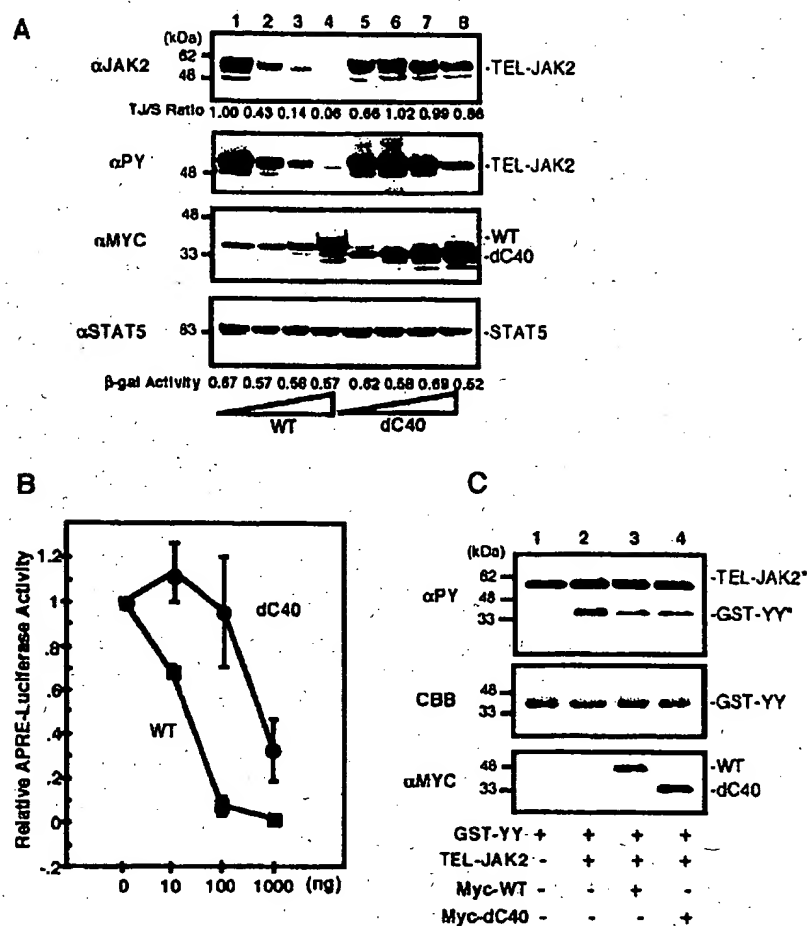 A
1 2 3 4 5 6 7 8
(kDa)
62
48
αJAK2
-TEL-JAK2
TJ/S Ratio 1.00 0.43 0.14 0.06 0.66 1.02 0.99 0.86
αPY
48
-TEL-JAK2
48
αMYC
33
-WT
-dC40
αSTAT5
83
-STAT5
β-gal Activity 0.67 0.57 0.58 0.57 0.62 0.58 0.69 0.52
WT
dC40
B
Relative APRE-Luciferase Activity
1.2
1
.8
.6
.4
.2
0
-.2
dC40
WT
0 10 100 1000 (ng)
C
1 2 3 4
(kDa)
62
48
33
αPY
-TEL-JAK2*
-GST-YY*
CBB
48
33
-GST-YY
αMYC
48
33
-WT
-dC40
GST-YY + + + +
TEL-JAK2 - + + +
Myc-WT - - + -
Myc-dC40 - - - +